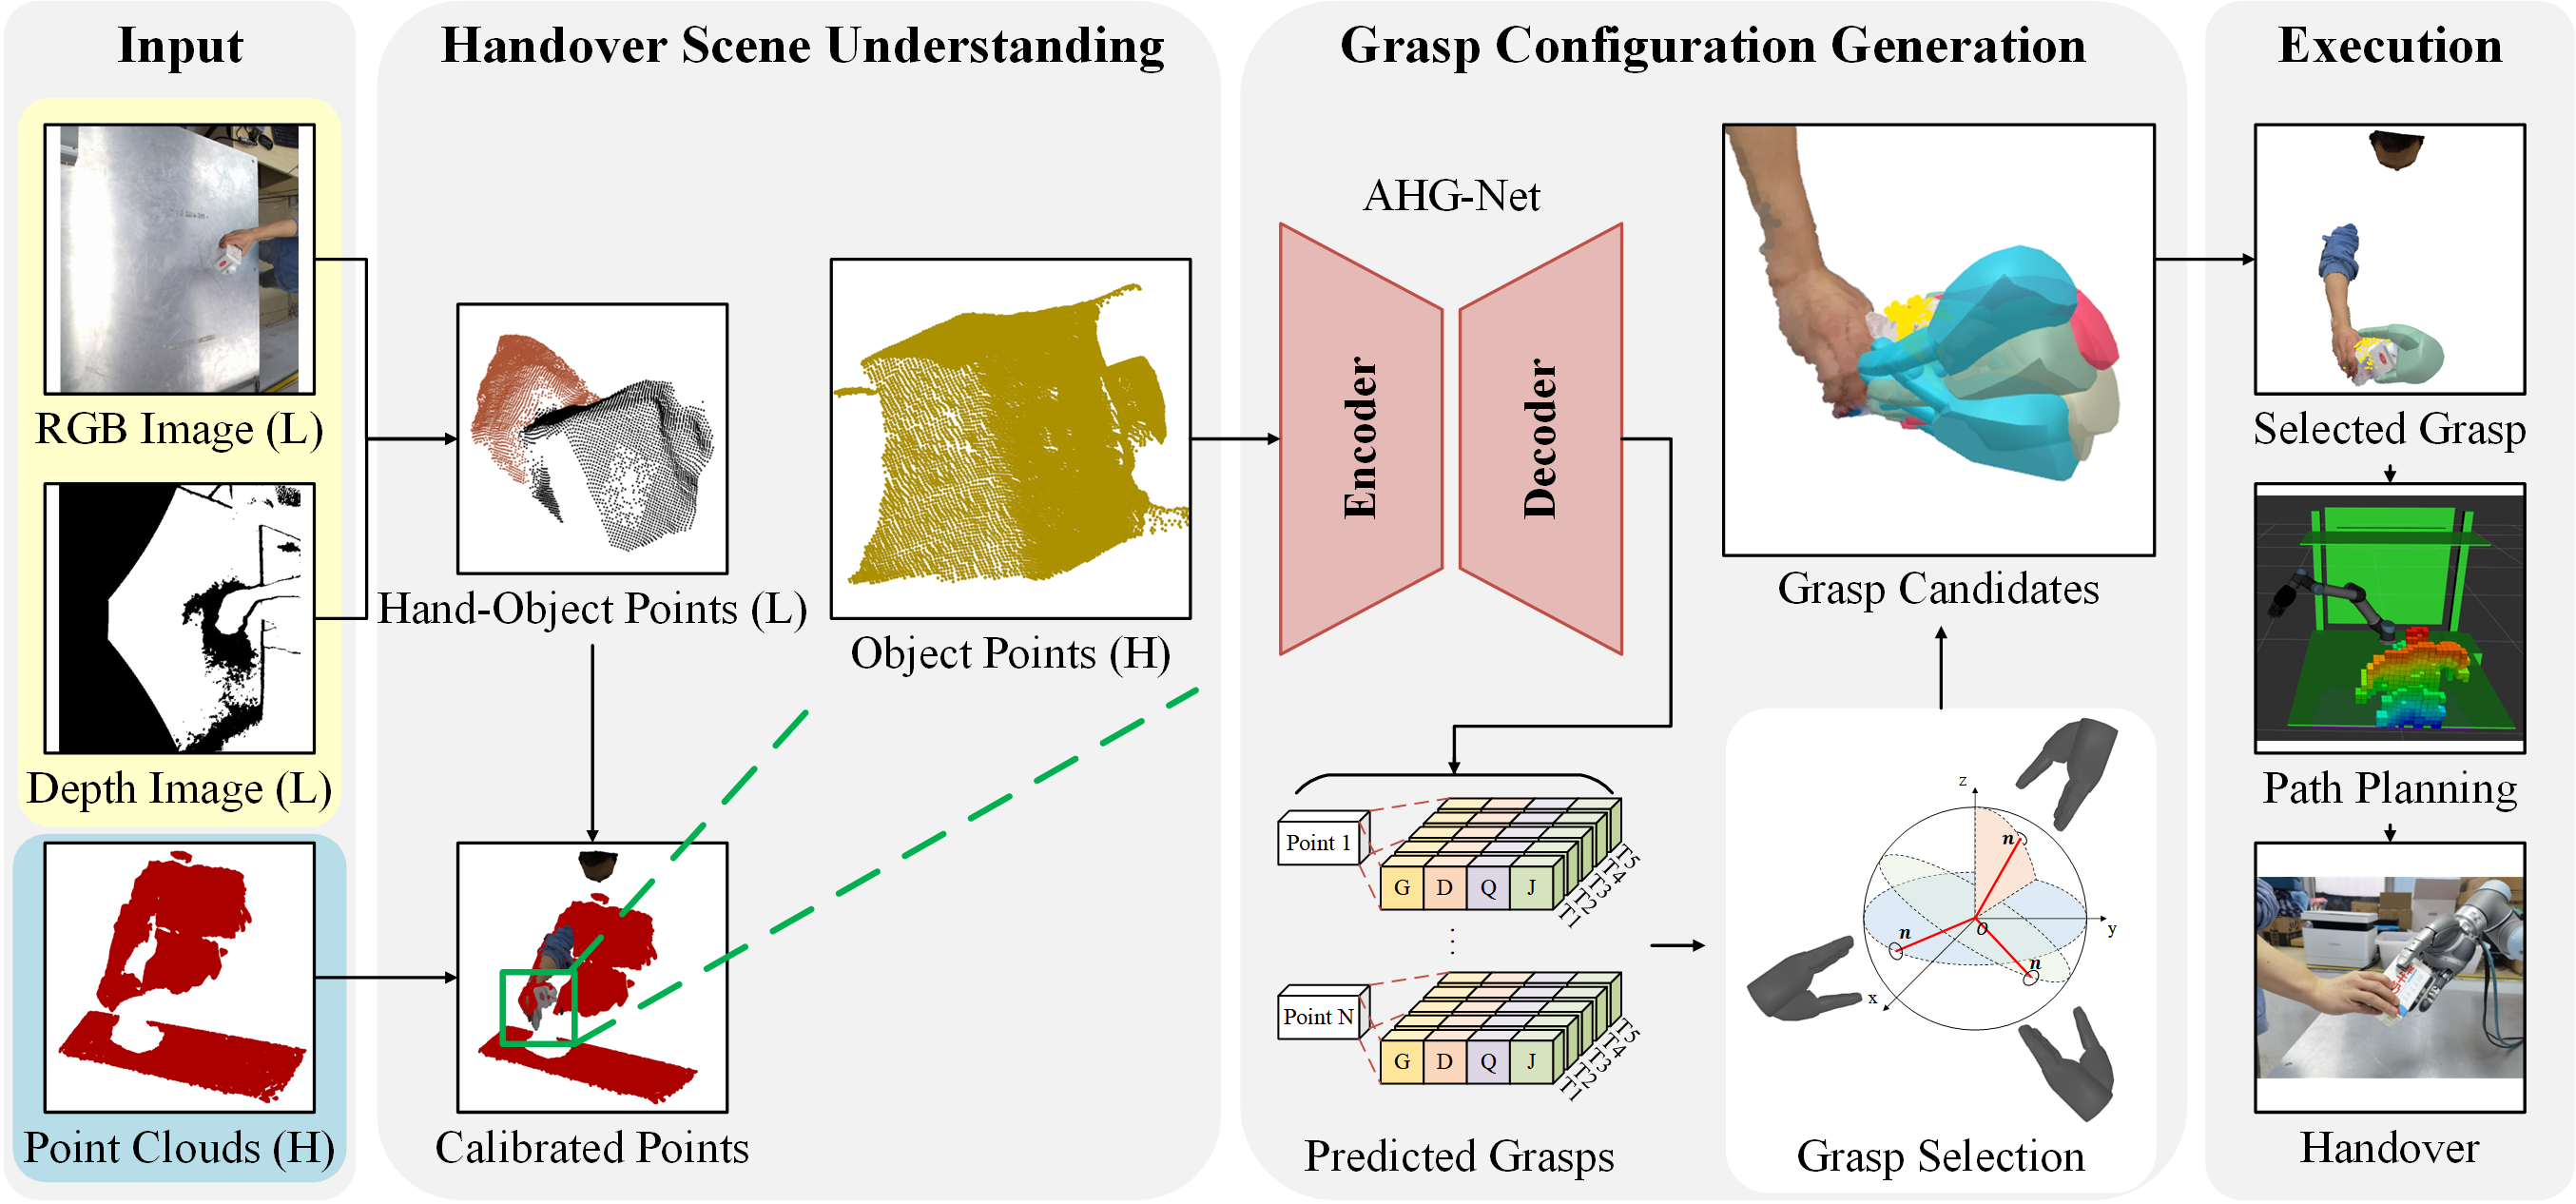 Input
RGB Image (L)
Depth Image (L)
Point Clouds (H)
Handover Scene Understanding
Hand-Object Points (L)
Object Points (H)
Calibrated Points
Grasp Configuration Generation
AHG-Net
Encoder
Decoder
Point 1
G D Q J
T1 T2 T3 T4 T5
Point N
G D Q J
T1 T2 T3 T4 T5
Predicted Grasps
Grasp Candidates
z
n
n
n
O
y
x
Grasp Selection
Execution
Selected Grasp
Path Planning
Handover